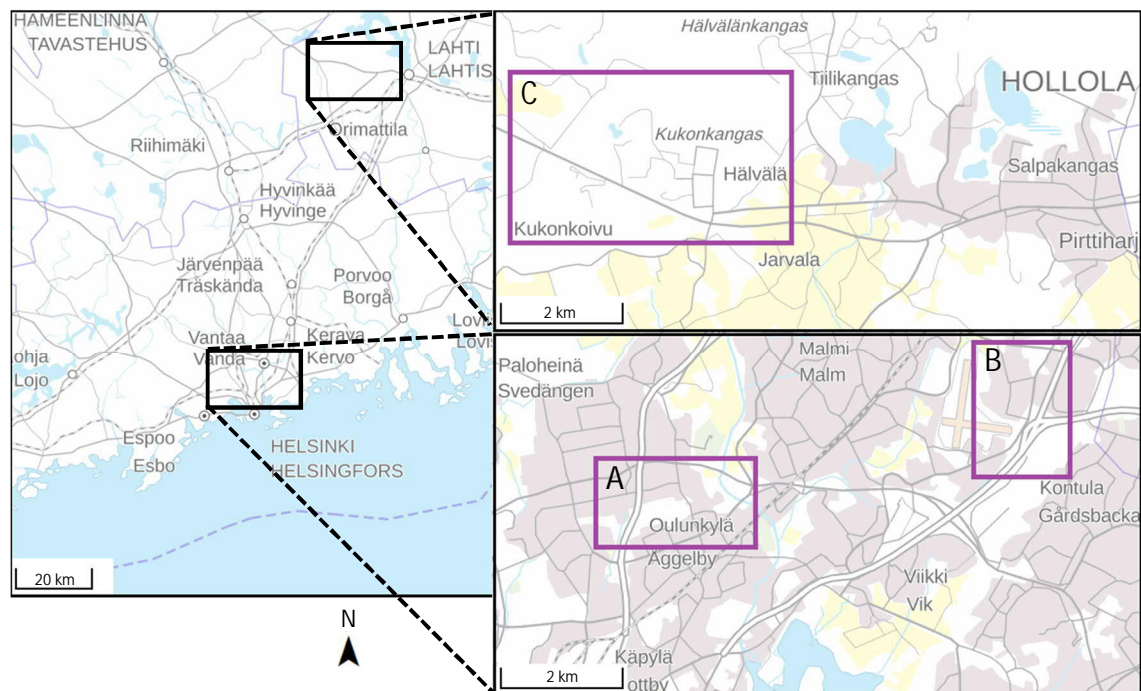 HAMEENLINNA
TAVASTEHUS
LAHTI
LAHTIS
Orimattila
Riihimäki
Hyvinkää
Hyvinge
Järvenpää
Träskända
Porvoo
Borgå
Vantaa
Vanda
Kerava
Kervo
ohja
Lojo
Espoo
Esbo
HELSINKI
HELSINGFORS
20 km
N
Hälvälänkangas
C
Tiilikangas
HOLLOLA
Kukonkangas
Hälvälä
Salpakangas
Kukonkoivu
Jarvala
Pirttiharj
2 km
Paloheinä
Svedängen
Malmi
Malm
B
A
Oulunkylä
Åggelby
Kontula
Gårdsbacka
Viikki
Vik
Käpylä
ottby
2 km